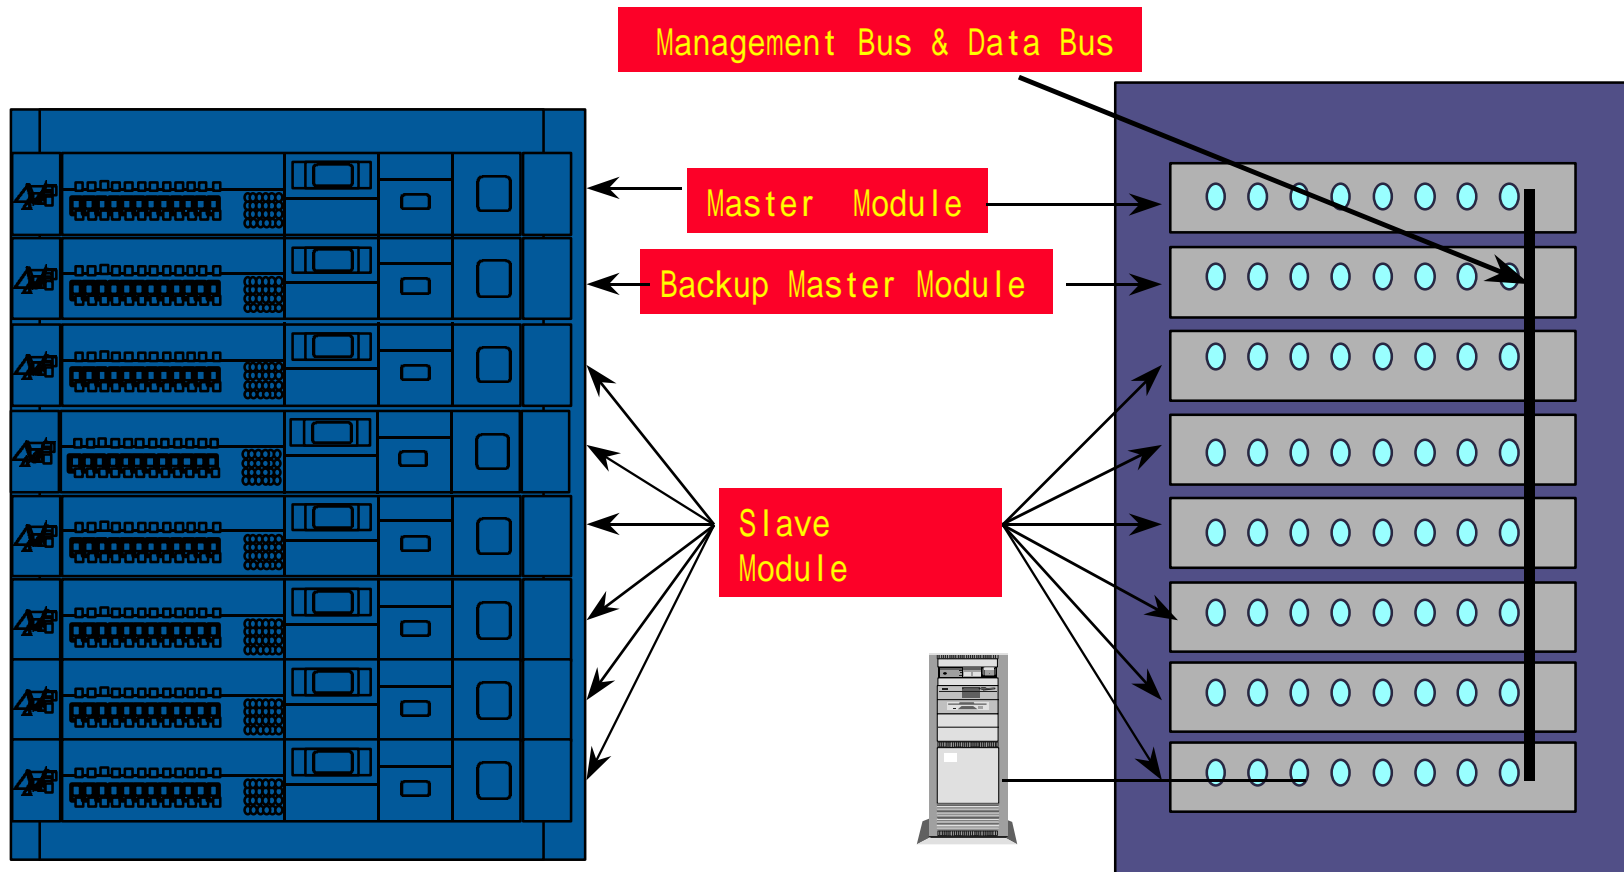 Management Bus & Data Bus
Master Module
Backup Master Module
Slave
Module